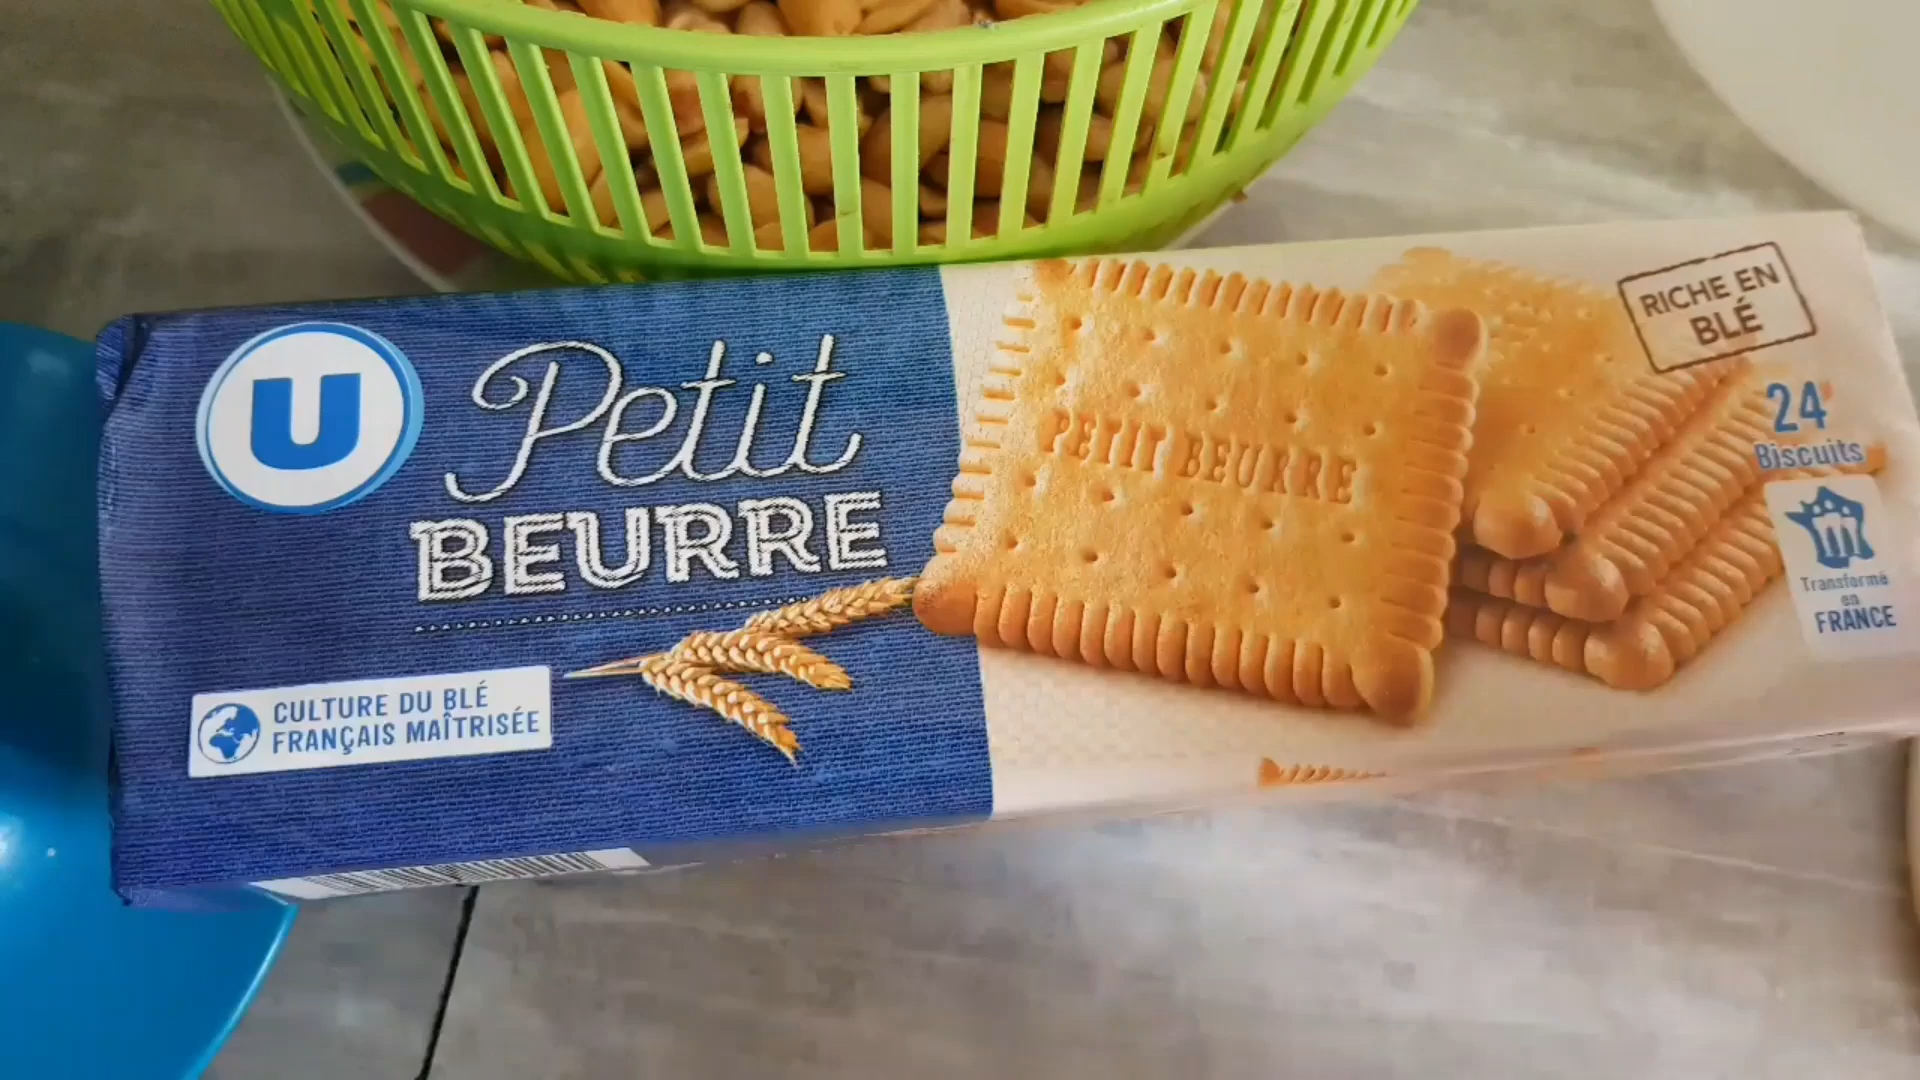 U
Petit
BEURRE
CULTURE DU BLÉ
FRANÇAIS MAÎTRISÉE
PETIT BEURRE
RICHE EN
BLÉ
24
Biscuits
Transformé
en
FRANCE